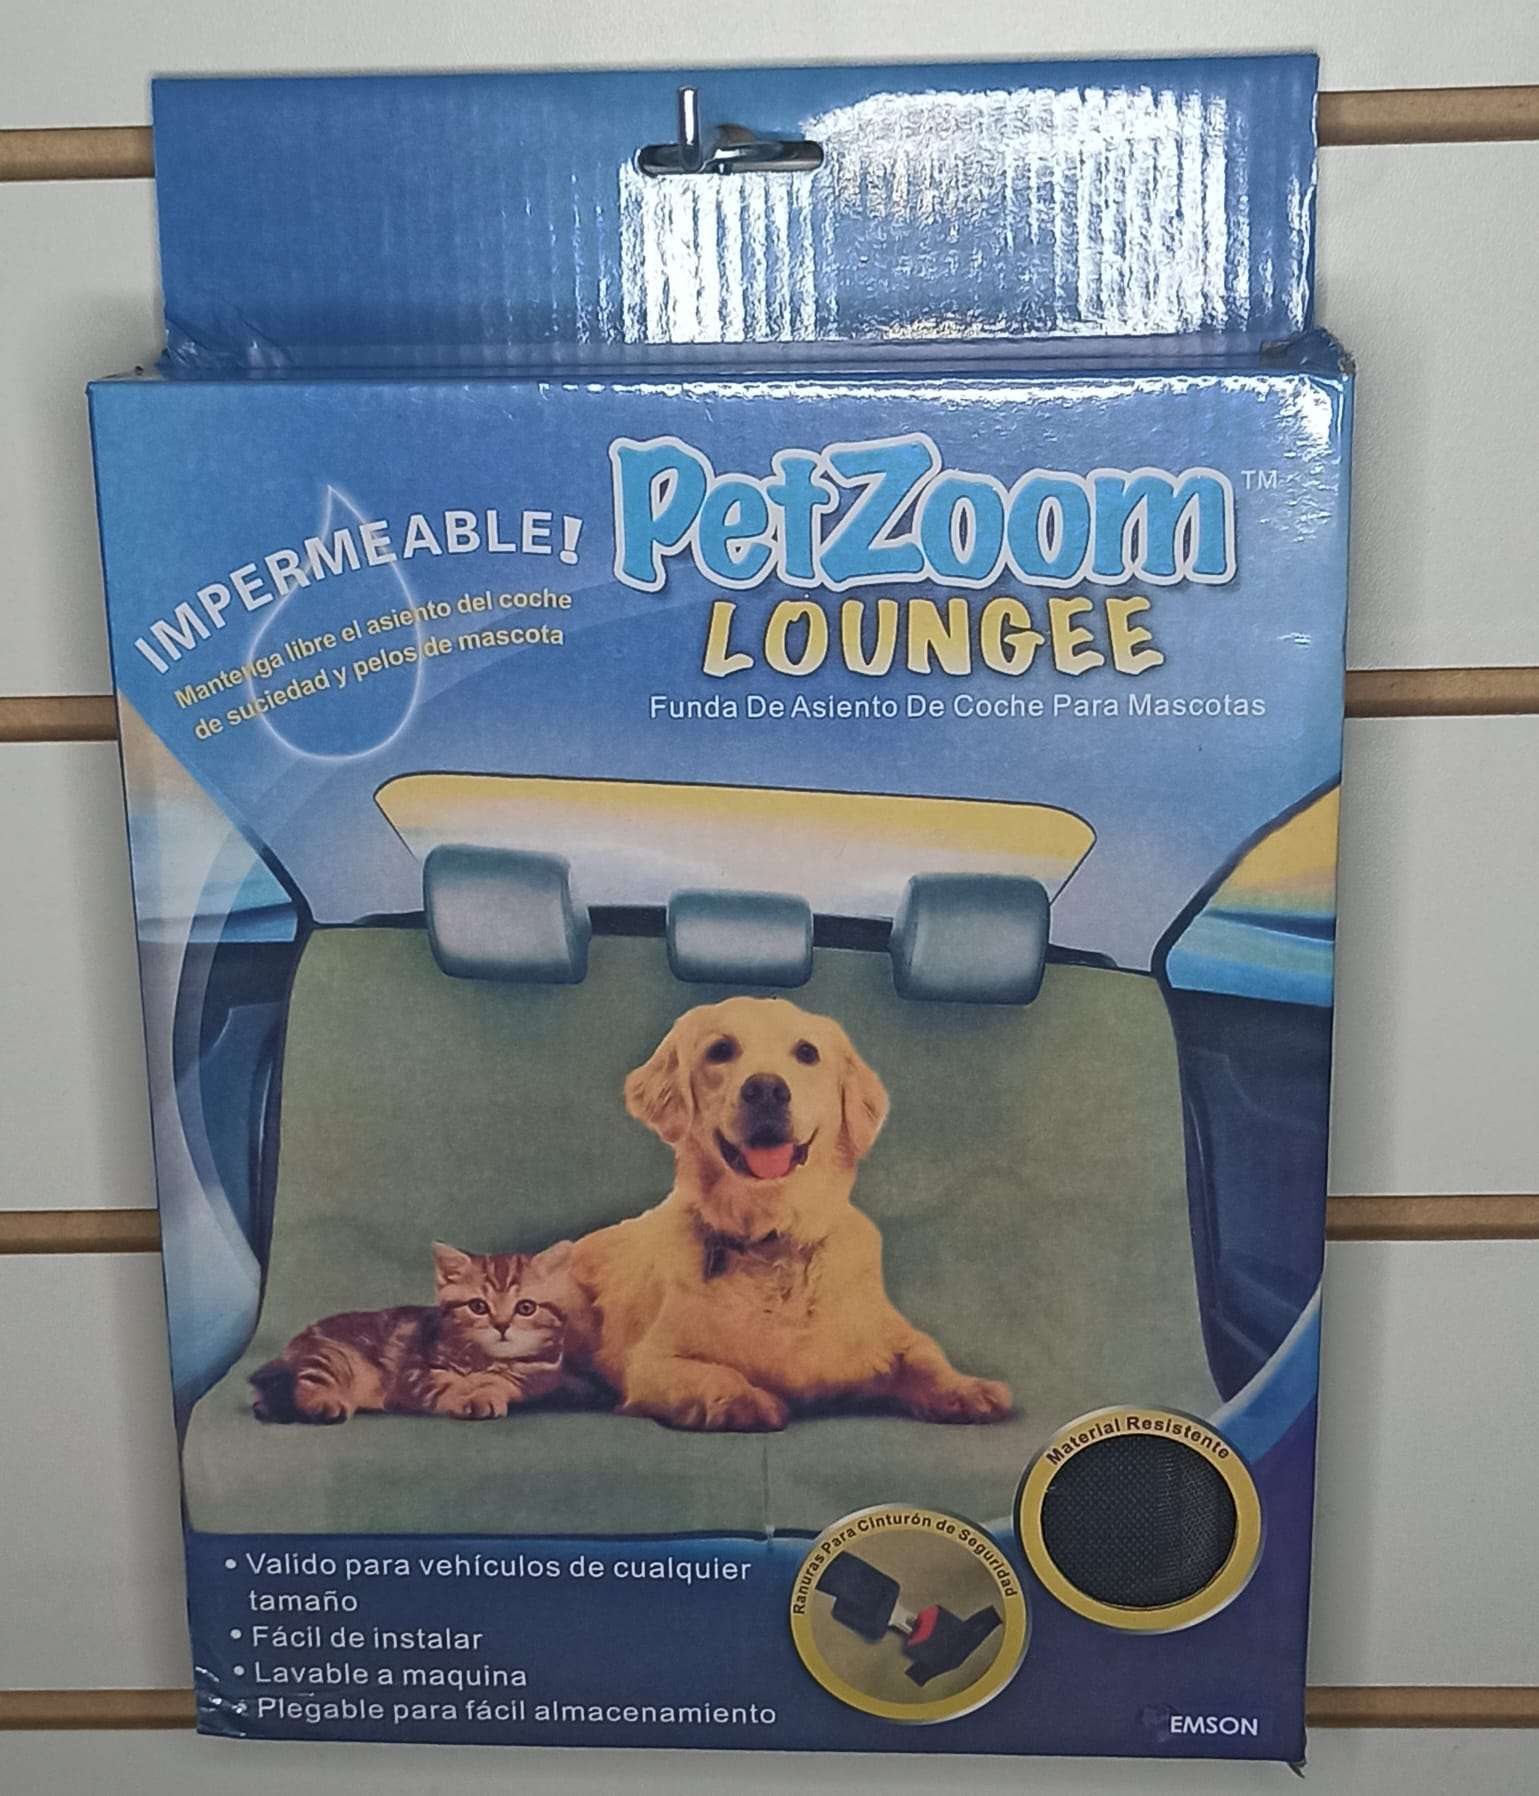 IMPERMEABLE!
Mantenga libre el asiento del coche
de suciedad y pelos de mascota
PetZoom™
LOUNGEE
Funda De Asiento De Coche Para Mascotas
Material Resistente
Ranuras Para Cinturón de Seguridad
• Valido para vehículos de cualquier
tamaño
• Fácil de instalar
• Lavable a maquina
• Plegable para fácil almacenamiento
EMSON